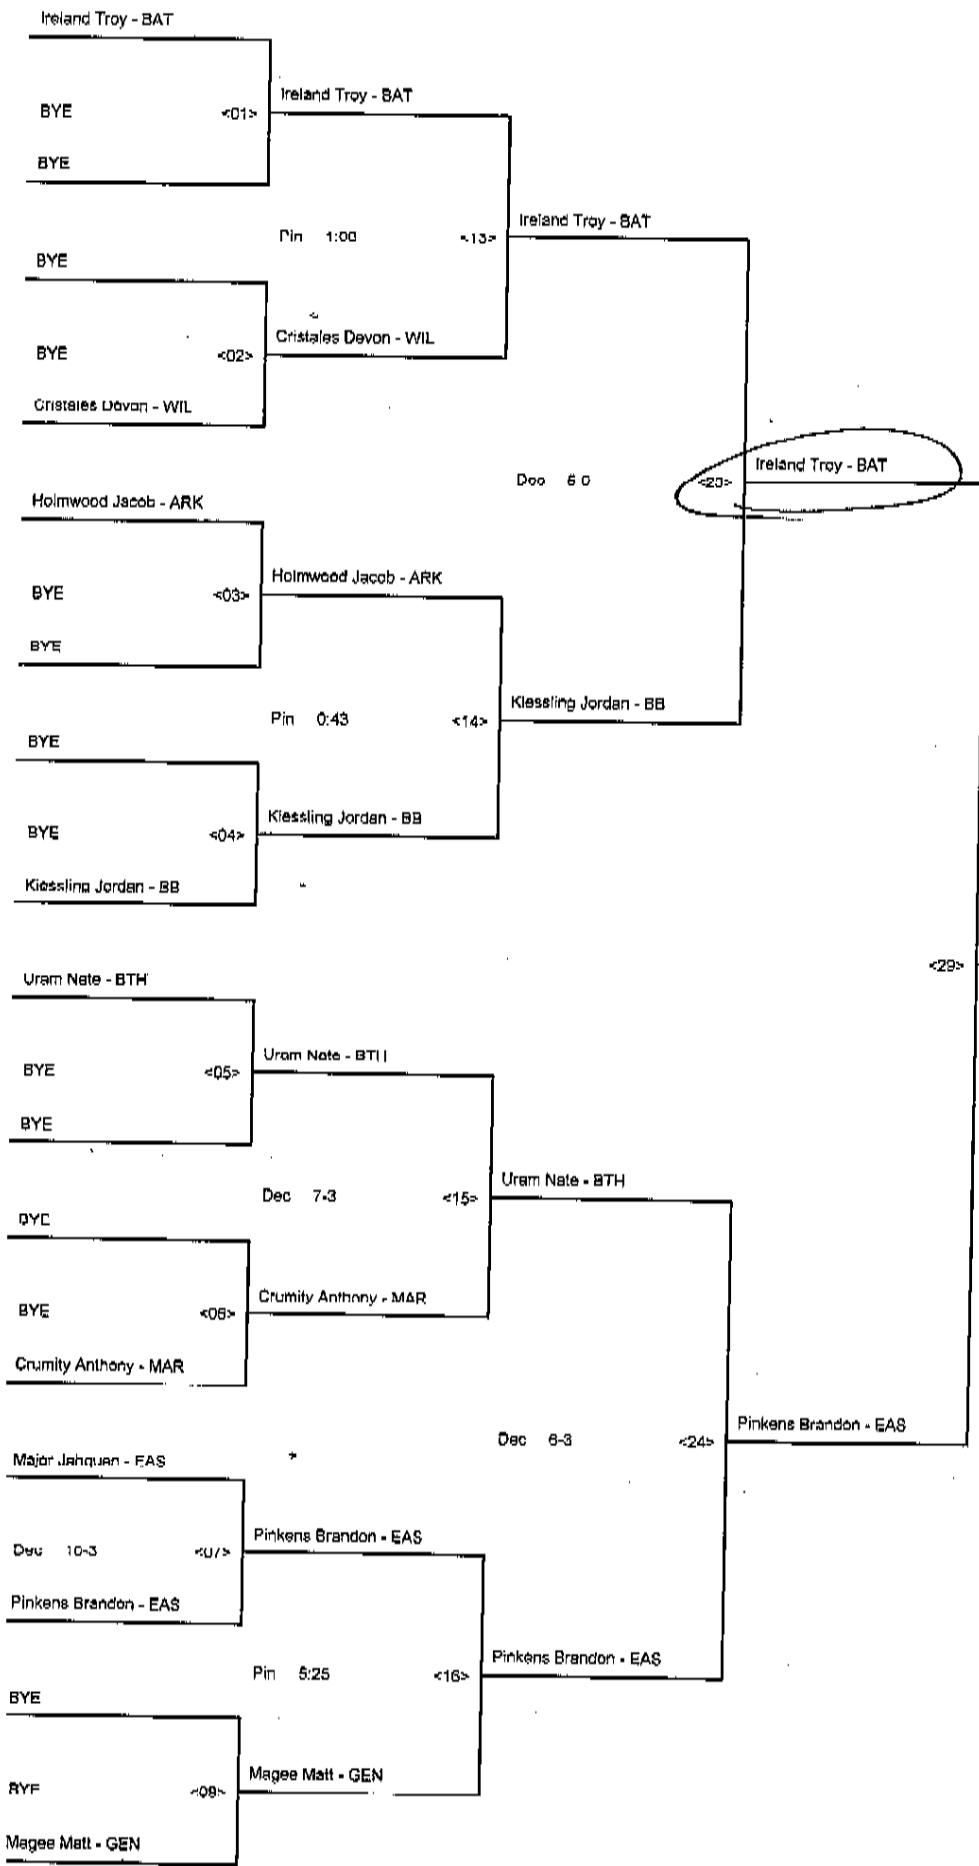 Ireland Troy - BAT
Ireland Troy - BAT
BYE <01>
BYE
Ireland Troy - BAT
Pin 1:00 <13>
BYE
Cristales Devon - WIL
BYE <02>
Cristales Devon - WIL
Ireland Troy - BAT
Dec 6-0 <23>
Holmwood Jacob - ARK
Holmwood Jacob - ARK
BYE <03>
BYE
Kiessling Jordan - BB
Pin 0:43 <14>
BYE
Kiessling Jordan - BB
BYE <04>
Kiessling Jordan - BB
<29>
Uram Nate - BTH
Uram Nate - BTH
BYE <05>
BYE
Uram Nate - BTH
Dec 7-3 <15>
BYE
Crumity Anthony - MAR
BYE <06>
Crumity Anthony - MAR
Pinkens Brandon - EAS
Dec 6-3 <24>
Major Jahquan - EAS
Pinkens Brandon - EAS
Dec 10-3 <07>
Pinkens Brandon - EAS
Pinkens Brandon - EAS
Pin 5:25 <16>
BYE
Magee Matt - GEN
BYE <08>
Magee Matt - GEN